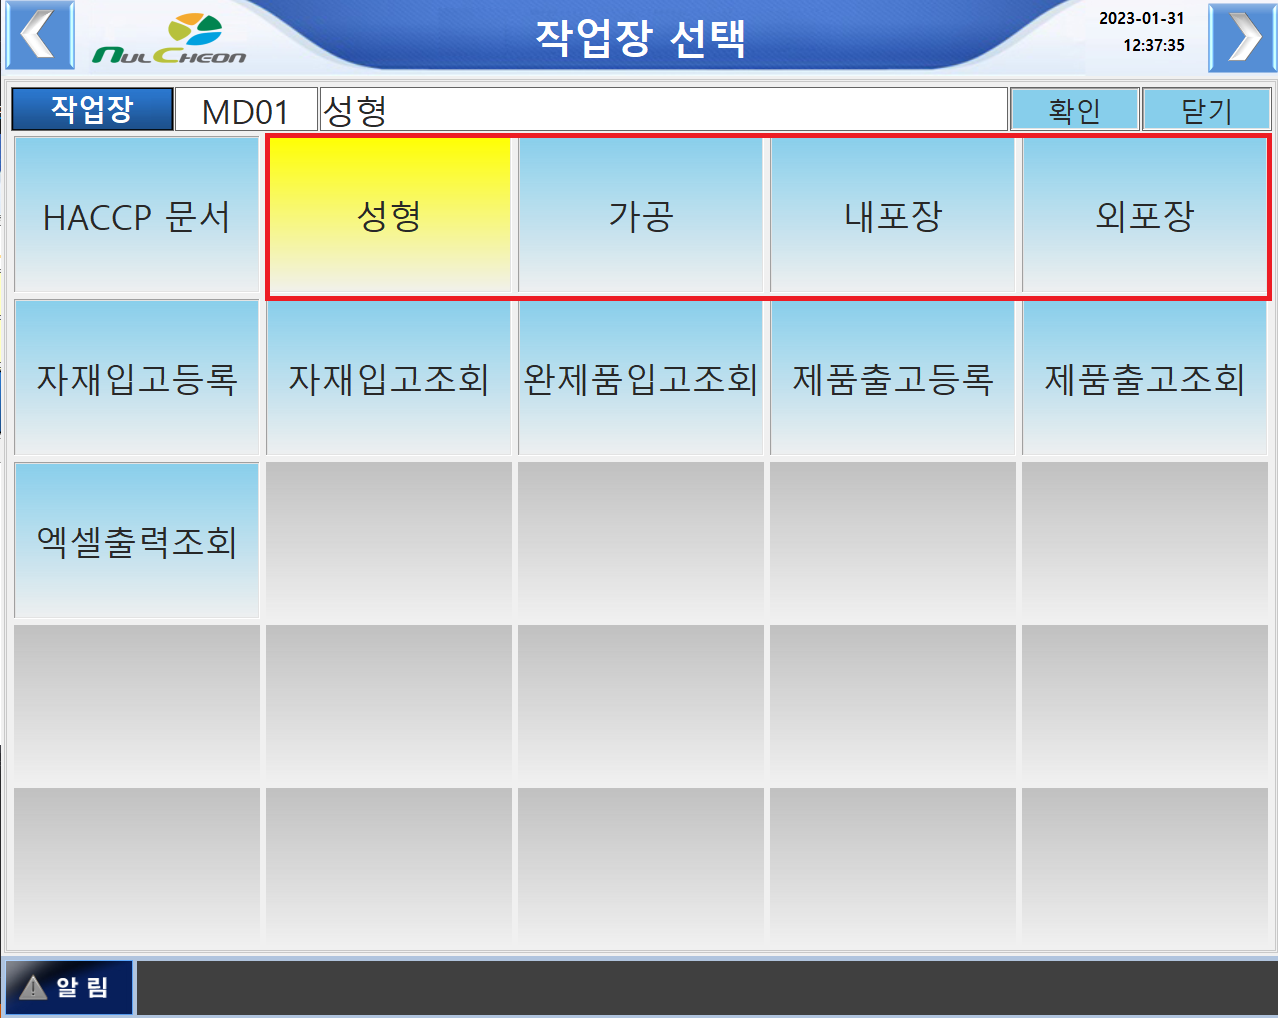 NULCHEON
작업장 선택
2023-01-31
12:37:35
작업장 MD01 성형 확인 닫기
HACCP 문서 성형 가공 내포장 외포장
자재입고등록 자재입고조회 완제품입고조회 제품출고등록 제품출고조회
엑셀출력조회
알 림